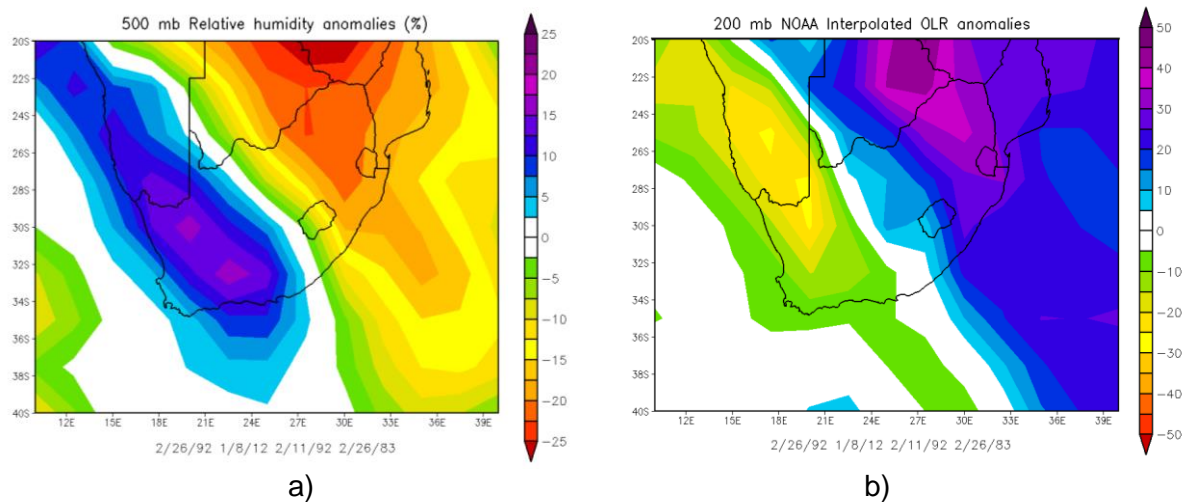 500 mb Relative humidity anomalies (%)
20S
22S
24S
26S
28S
30S
32S
34S
36S
38S
40S
12E 15E 18E 21E 24E 27E 30E 33E 36E 39E
25
20
15
10
5
0
−5
−10
−15
−20
−25
2/26/92 1/8/12 2/11/92 2/26/83
a)
200 mb NOAA Interpolated OLR anomalies
20S
22S
24S
26S
28S
30S
32S
34S
36S
38S
40S
12E 15E 18E 21E 24E 27E 30E 33E 36E 39E
50
40
30
20
10
0
−10
−20
−30
−40
−50
2/26/92 1/8/12 2/11/92 2/26/83
b)